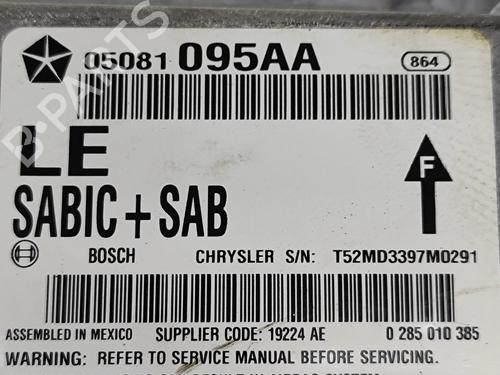 05081 095AA 864
LE
SABIC + SAB
F
BOSCH CHRYSLER S/N: T52MD3397M0291
ASSEMBLED IN MEXICO SUPPLIER CODE: 19224 AE 0 285 010 385
WARNING: REFER TO SERVICE MANUAL BEFORE SERVICING.
B-PARTS